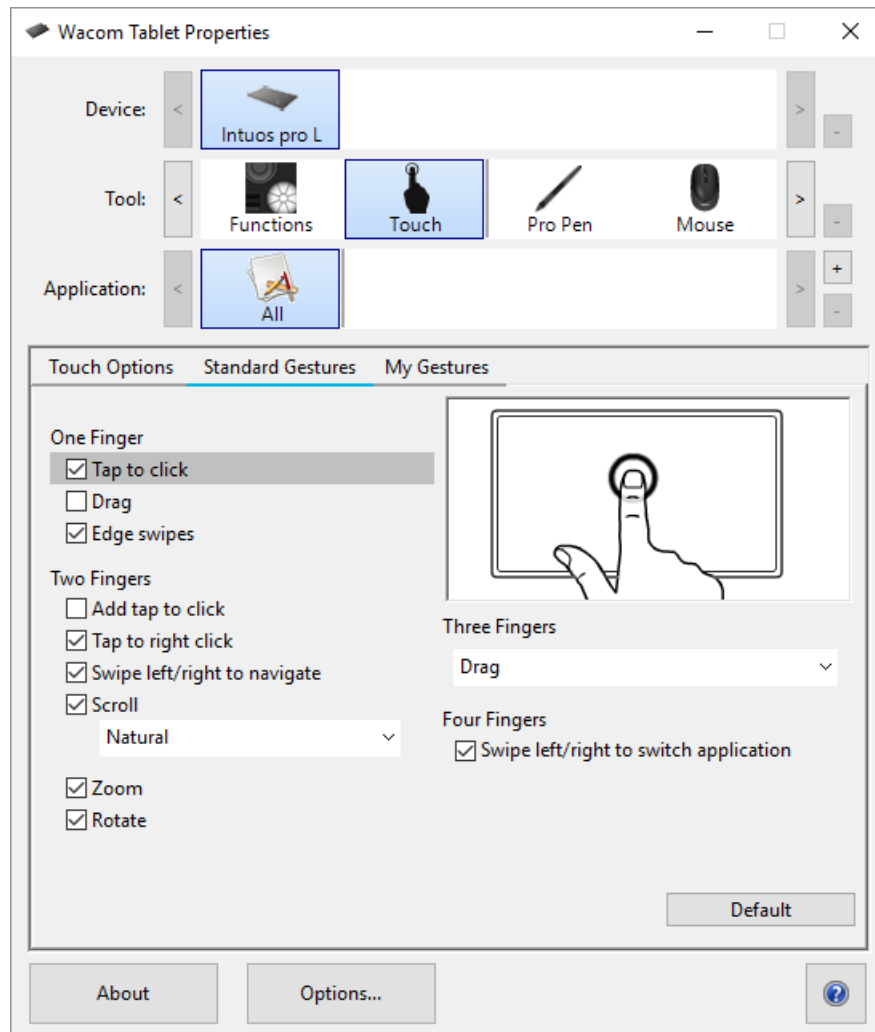 Wacom Tablet Properties
Device:
<
Intuos pro L
>
-
Tool:
<
Functions
Touch
Pro Pen
Mouse
>
-
Application:
<
All
>
+
-
Touch Options
Standard Gestures
My Gestures
One Finger
Tap to click
Drag
Edge swipes
Two Fingers
Add tap to click
Tap to right click
Swipe left/right to navigate
Scroll
Natural
Zoom
Rotate
Three Fingers
Drag
Four Fingers
Swipe left/right to switch application
Default
About
Options...
?